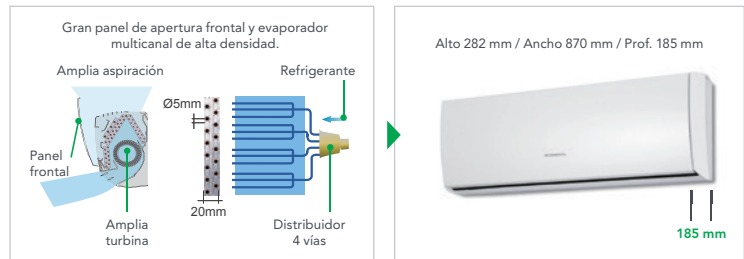 Gran panel de apertura frontal y evaporador
multicanal de alta densidad.
Amplia aspiración
Refrigerante
Ø5mm
Panel
frontal
20mm
Amplia
turbina
Distribuidor
4 vías
Alto 282 mm / Ancho 870 mm / Prof. 185 mm
185 mm